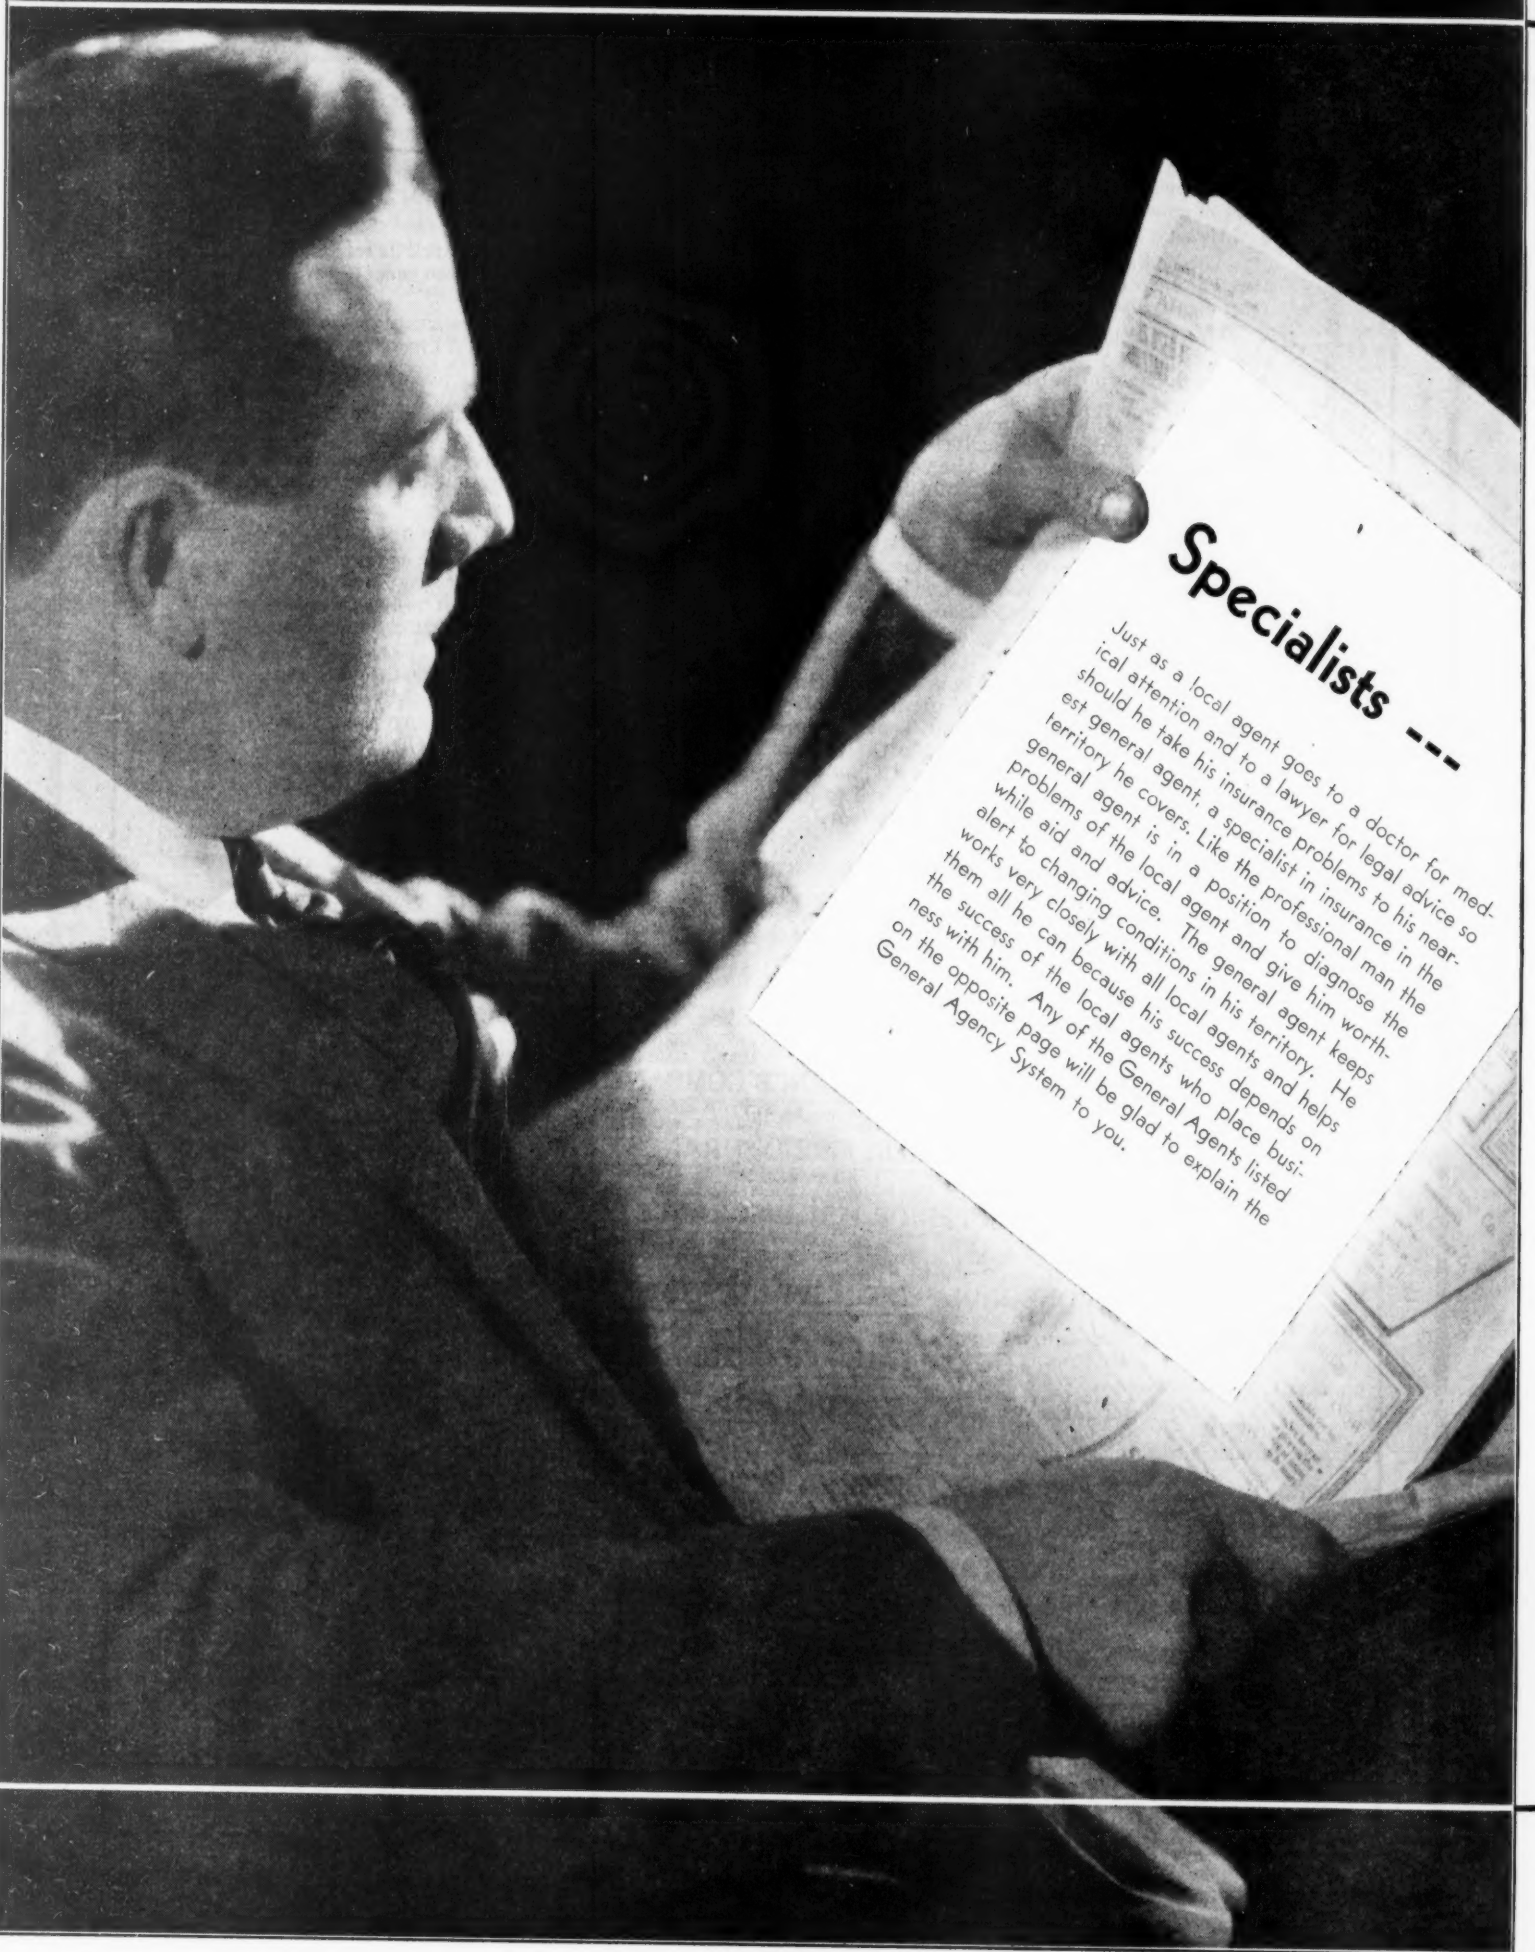 Specialists ---
Just as a local agent goes to a doctor for med-
ical attention and to a lawyer for legal advice so
should he take his insurance problems to his near-
est general agent, a specialist in insurance in the
territory he covers. Like the professional man the
general agent is in a position to diagnose the
problems of the local agent and give him worth-
while aid and advice. The general agent keeps
alert to changing conditions in his territory. He
works very closely with all local agents and helps
them all he can because his success depends on
the success of the local agents who place busi-
ness with him. Any of the General Agents listed
on the opposite page will be glad to explain the
General Agency System to you.